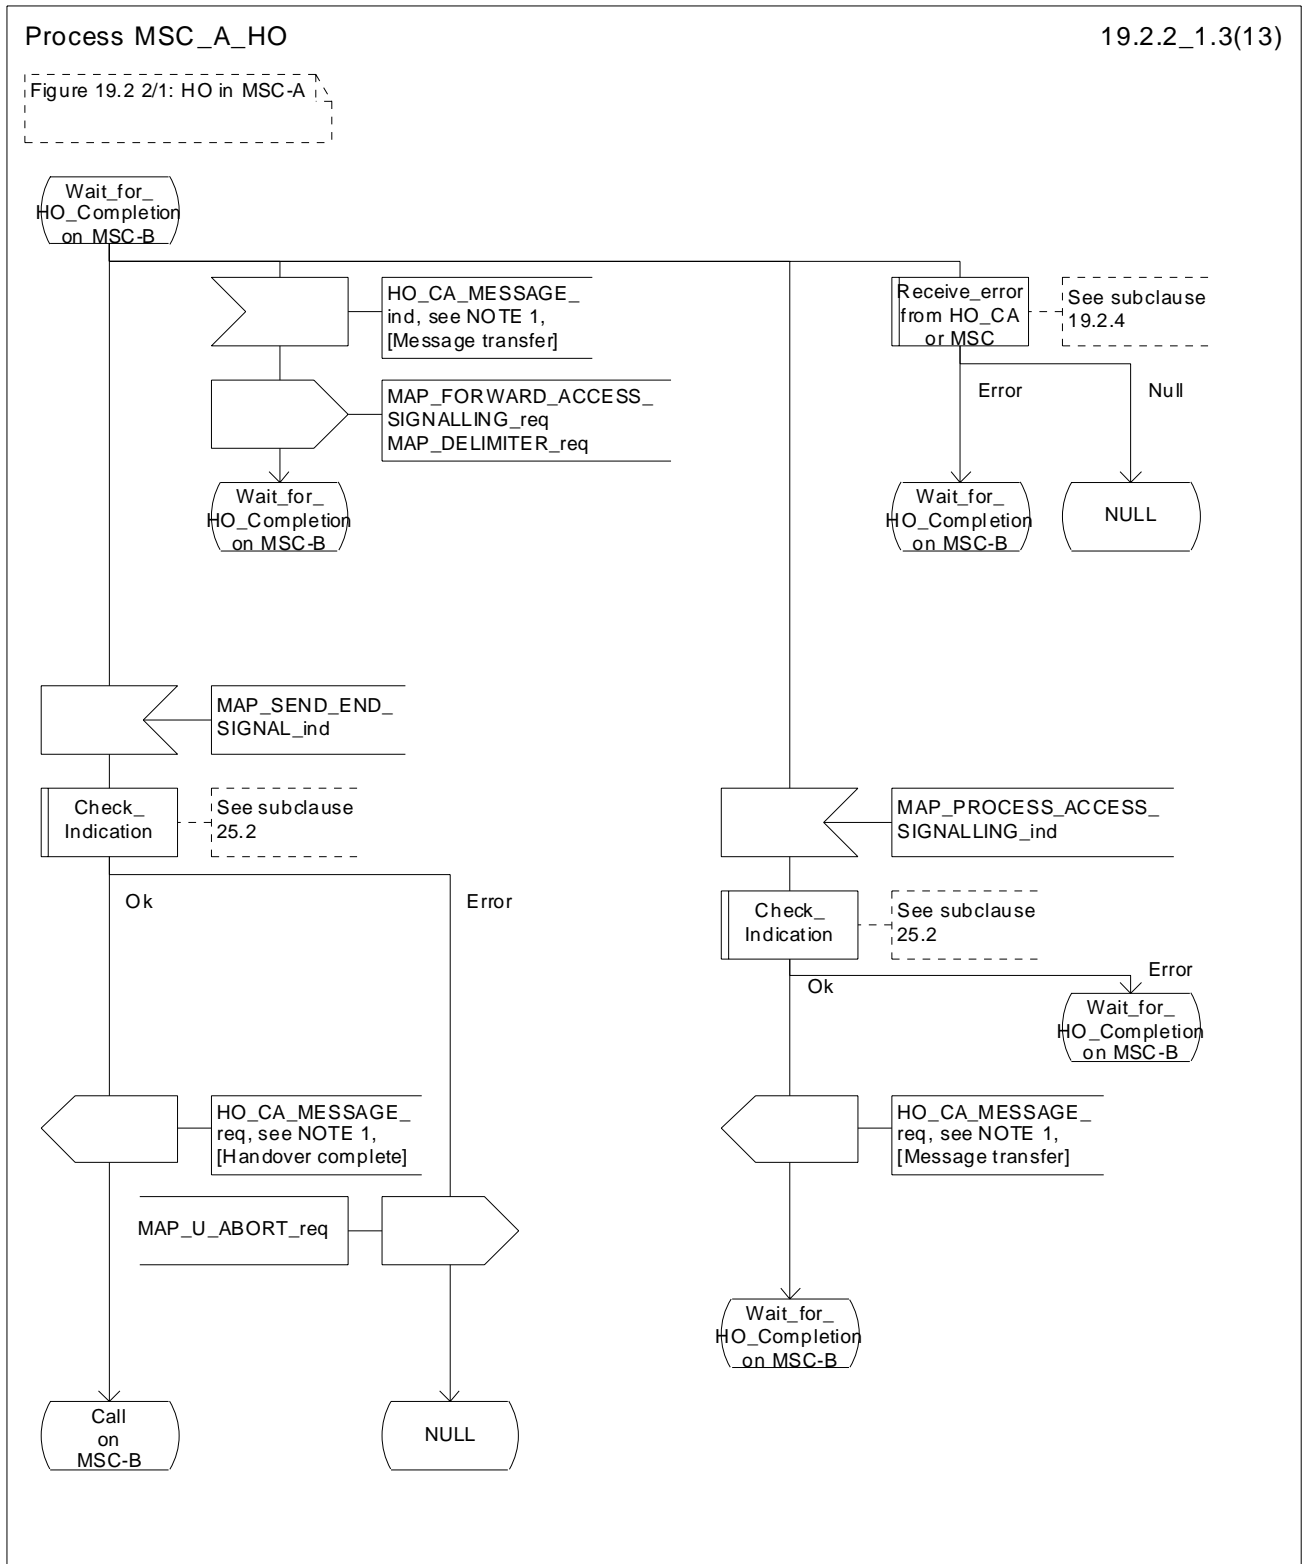 Process MSC_A_HO
19.2.2_1.3(13)
Figure 19.2 2/1: HO in MSC-A
Wait_for_
HO_Completion
on MSC-B
HO_CA_MESSAGE_
ind, see NOTE 1,
[Message transfer]
Receive_error
from HO_CA
or MSC
See subclause
19.2.4
MAP_FORWARD_ACCESS_
SIGNALLING_req
MAP_DELIMITER_req
Error
Null
Wait_for_
HO_Completion
on MSC-B
Wait_for_
HO_Completion
on MSC-B
NULL
MAP_SEND_END_
SIGNAL_ind
Check_
Indication
See subclause
25.2
MAP_PROCESS_ACCESS_
SIGNALLING_ind
Ok
Error
Check_
Indication
See subclause
25.2
Ok
Error
Wait_for_
HO_Completion
on MSC-B
HO_CA_MESSAGE_
req, see NOTE 1,
[Handover complete]
HO_CA_MESSAGE_
req, see NOTE 1,
[Message transfer]
MAP_U_ABORT_req
Wait_for_
HO_Completion
on MSC-B
Call
on
MSC-B
NULL